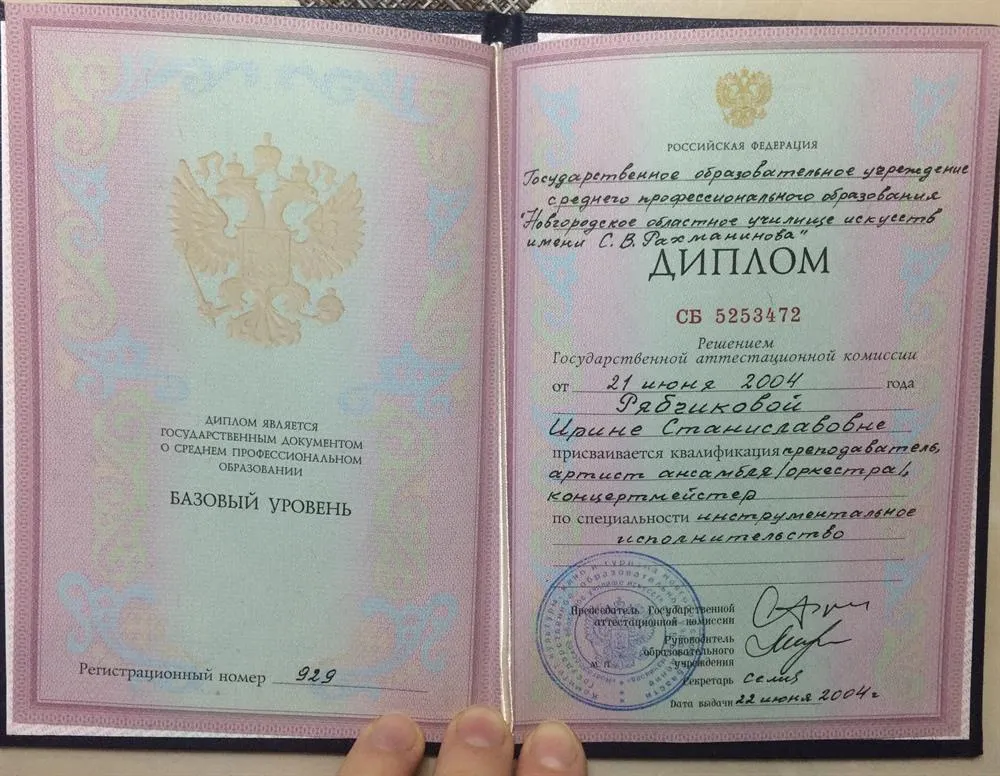 ДИПЛОМ ЯВЛЯЕТСЯ
ГОСУДАРСТВЕННЫМ ДОКУМЕНТОМ
О СРЕДНЕМ ПРОФЕССИОНАЛЬНОМ
ОБРАЗОВАНИИ
БАЗОВЫЙ УРОВЕНЬ
Регистрационный номер 929
РОССИЙСКАЯ ФЕДЕРАЦИЯ
Государственное образовательное учреждение
среднего профессионального образования
"Новгородское областное училище искусств
имени С. В. Рахманинова"
ДИПЛОМ
СБ 5253472
Решением
Государственной аттестационной комиссии
от 21 июня 2004 года
Рябчиковой
Ирине Станиславовне
присваивается квалификация преподаватель,
артист ансамбля /оркестра/,
концертмейстер
по специальности инструментальное
исполнительство
Председатель Государственной
аттестационной комиссии
Руководитель
образовательного
учреждения
М. П.
Секретарь
Дата выдачи 22 июня 2004 г